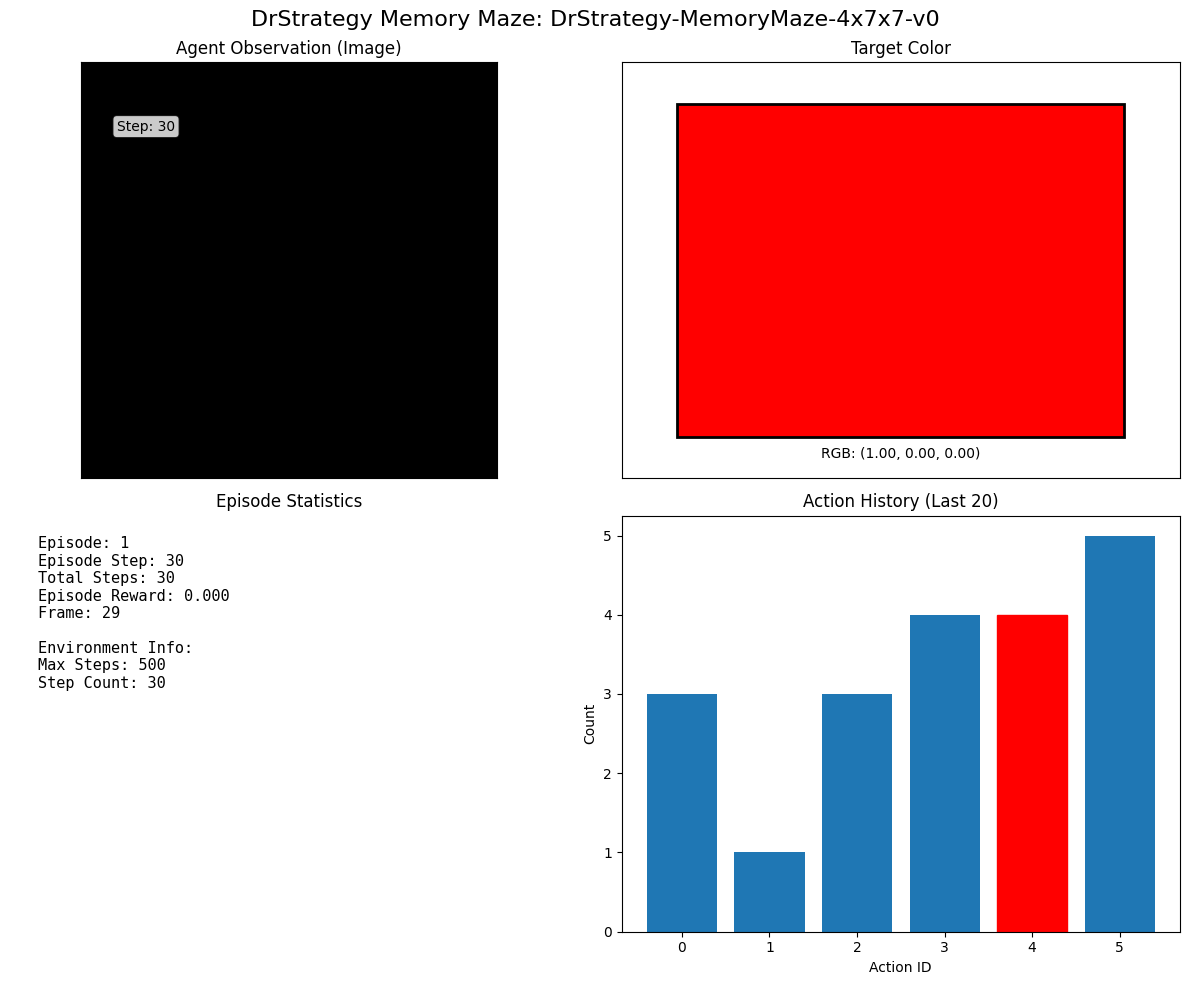 DrStrategy Memory Maze: DrStrategy-MemoryMaze-4x7x7-v0
Agent Observation (Image)
Step: 30
Target Color
RGB: (1.00, 0.00, 0.00)
Episode Statistics
Episode: 1
Episode Step: 30
Total Steps: 30
Episode Reward: 0.000
Frame: 29
Environment Info:
Max Steps: 500
Step Count: 30
Action History (Last 20)
Count
5
4
3
2
1
0
0 1 2 3 4 5
Action ID